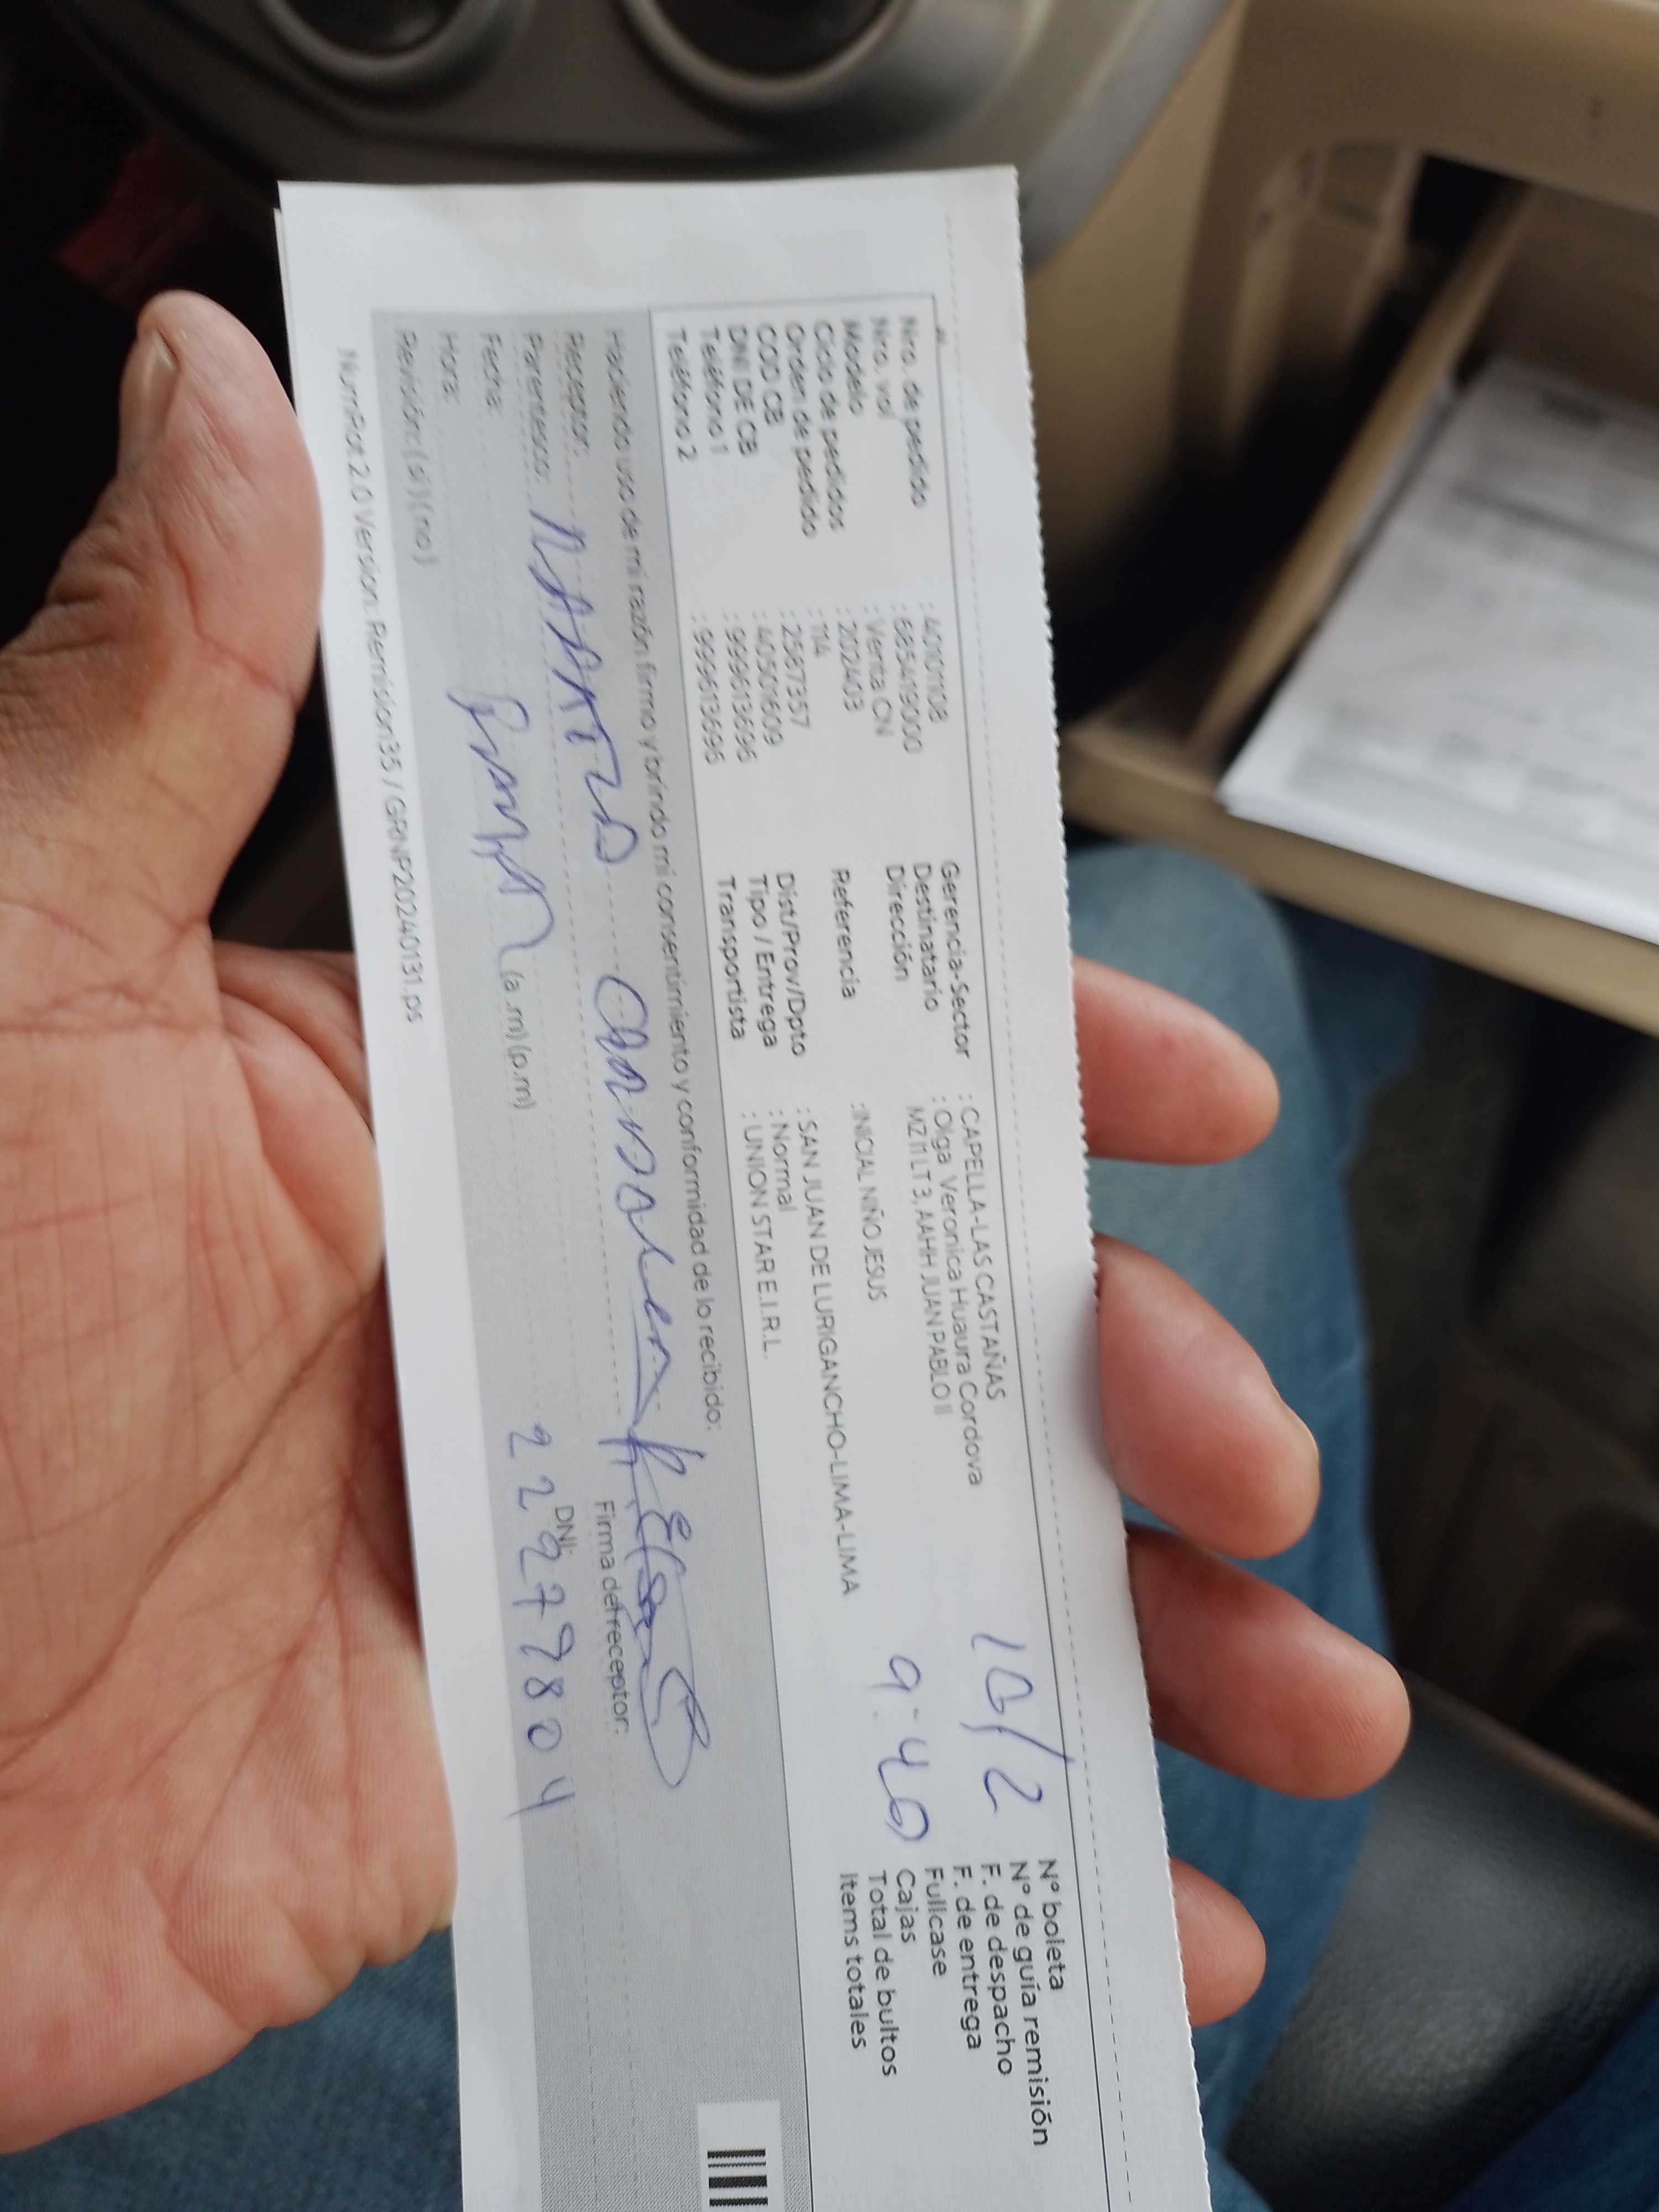 Nro. de pedido : 40101108
Nro. vol : 685419000
Modelo : Venta CN
Ciclo de pedidos : 202403
Orden de pedido : 114
COD CB : 2567357
DNI DE CB : 405001609
Teléfono 1 : 999613696
Teléfono 2 : 999613695
Gerencia-Sector : CAPELLA-LAS CASTAÑAS
Destinatario : Olga Veronica Huaura Cordova
Dirección MZ 11 LT 3, AAHH JUAN PABLO II
Referencia :INICIAL NIÑO JESUS
Dist/Prov/Dpto : SAN JUAN DE LURIGANCHO-LIMA-LIMA
Tipo / Entrega : Normal
Transportista : UNION STAR E.I.R.L.
10/2
9:40
N° boleta
N° de guía remisión
F. de despacho
F. de entrega
Fullcase
Cajas
Total de bultos
Items totales
Haciendo uso de mi razón firmo y brindo mi consentimiento y conformidad de lo recibido:
Receptor:
Parentesco:
Fecha:
Hora: (a.m) (p.m)
Revisión: ( si ) ( no )
Firma del receptor:
DNI:
22979804
NumRot 2.0 Version: Remision35 / GRNP20240131.ps